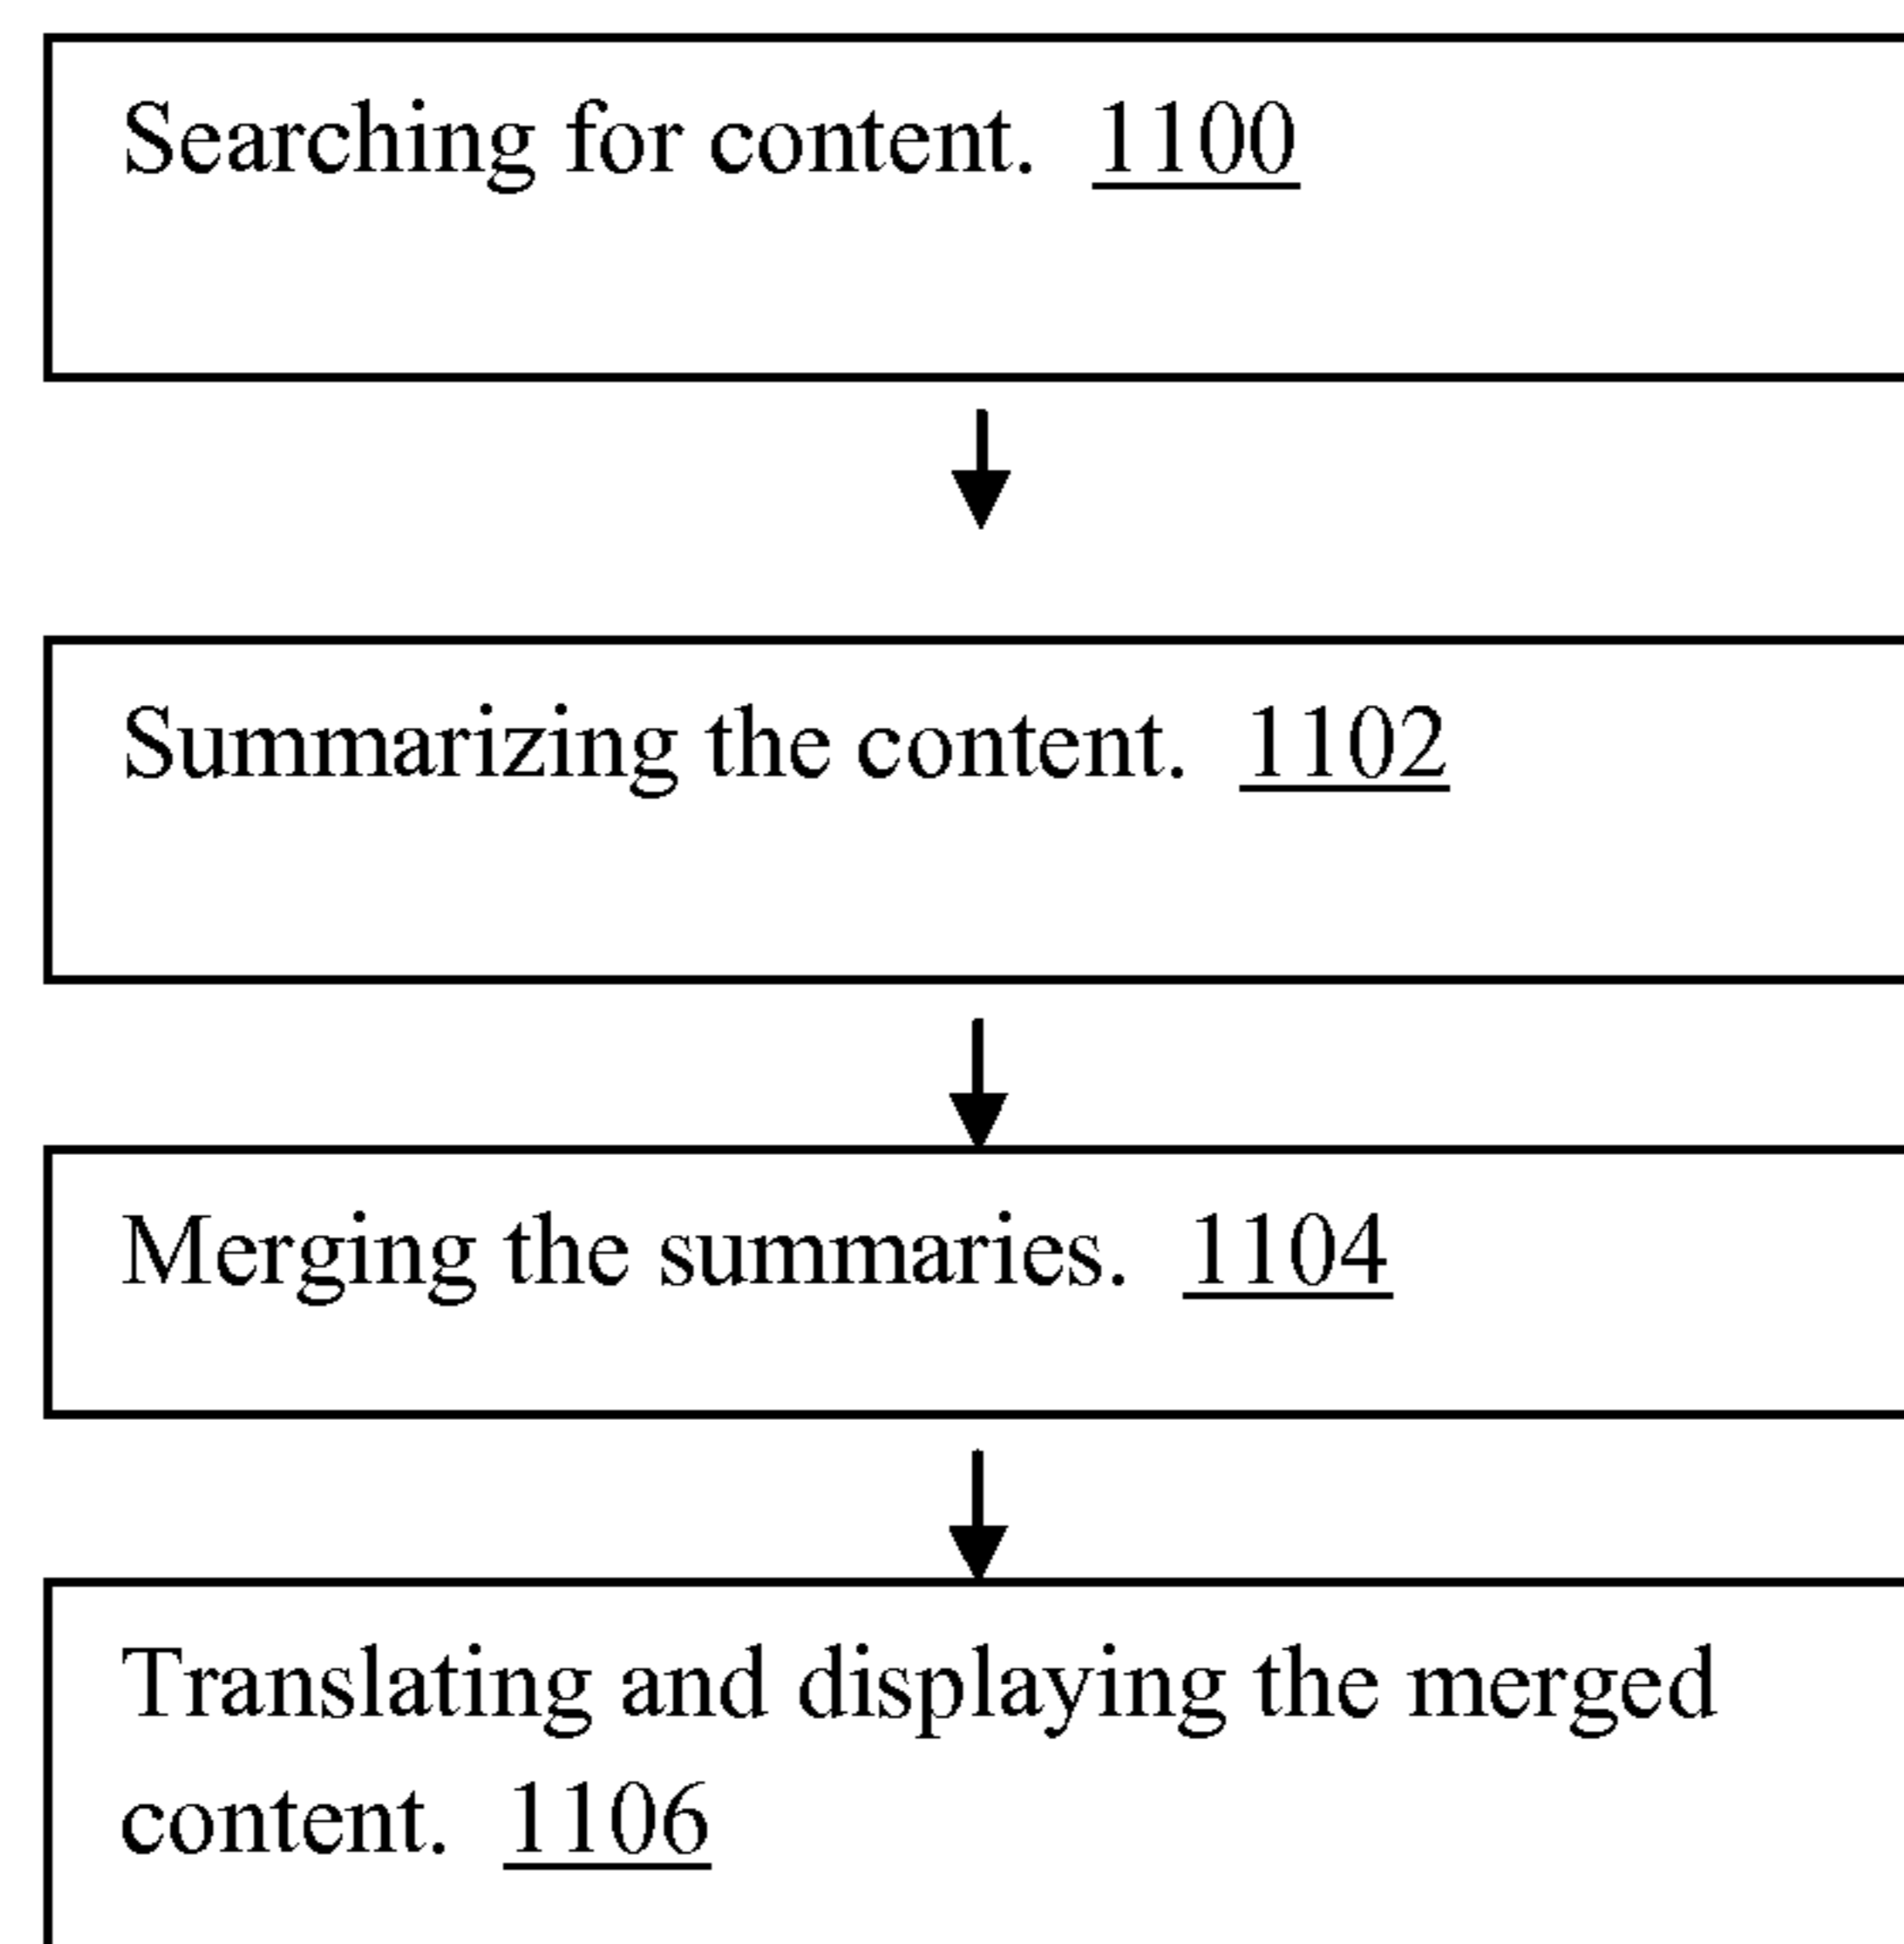 Searching for content. 1100
Summarizing the content. 1102
Merging the summaries. 1104
Translating and displaying the merged
content. 1106